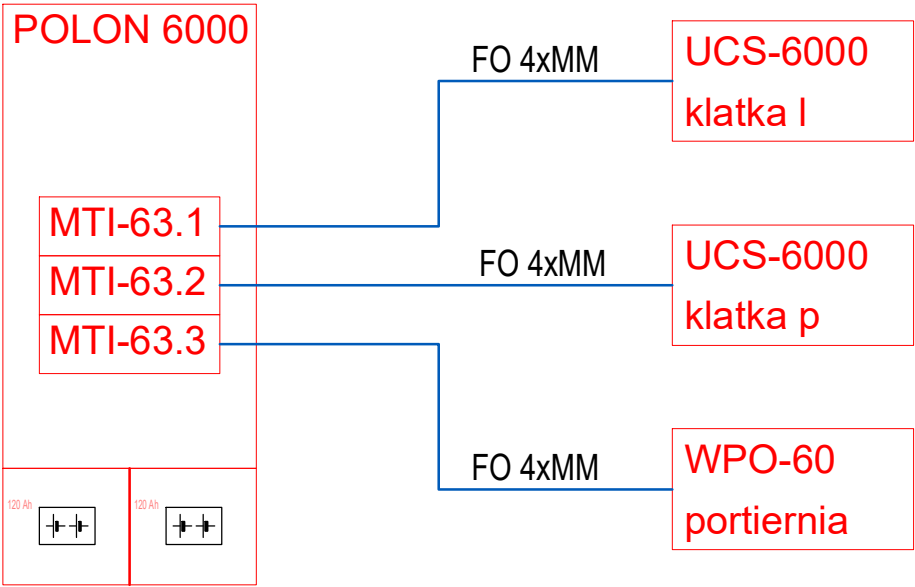 POLON 6000
MTI-63.1
MTI-63.2
MTI-63.3
120 Ah
120 Ah
FO 4xMM
UCS-6000
klatka l
FO 4xMM
UCS-6000
klatka p
FO 4xMM
WPO-60
portiernia